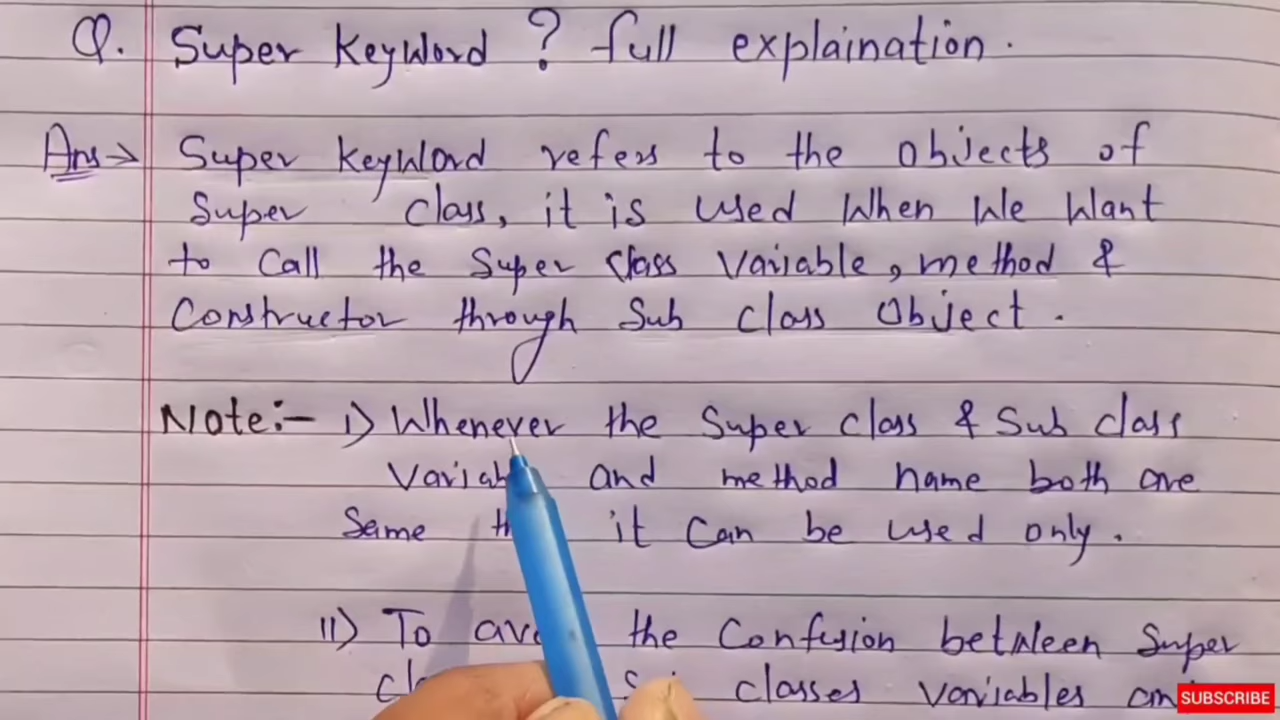 Q. Super Keyword ? full explaination.
Ans→ Super Keyword refers to the objects of
Super class, it is used when we want
to call the super class variable, method &
Constructor through sub class object.
Note:- i) Whenever the super class & sub class
and method name both are
same it can be used only.
ii) To the Confusion between super
classes variables
SUBSCRIBE